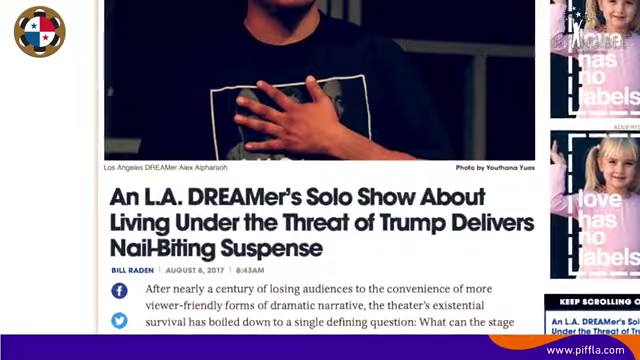 Los Angeles DREAMer Alex Alpharaoh
Photo by Youthana Yuos
An L.A. DREAMer's Solo Show About
Living Under the Threat of Trump Delivers
Nail-Biting Suspense
BILL RADEN | AUGUST 8, 2017 | 8:43AM
After nearly a century of losing audiences to the convenience of more
viewer-friendly forms of dramatic narrative, the theater's existential
survival has boiled down to a single defining question: What can the stage
love
has no
labels
ADVER
love
has no
labels
KEEP SCROLLING O
An L.A. DREAMer's Sol
Under the Threat of Tru
www.piffla.com